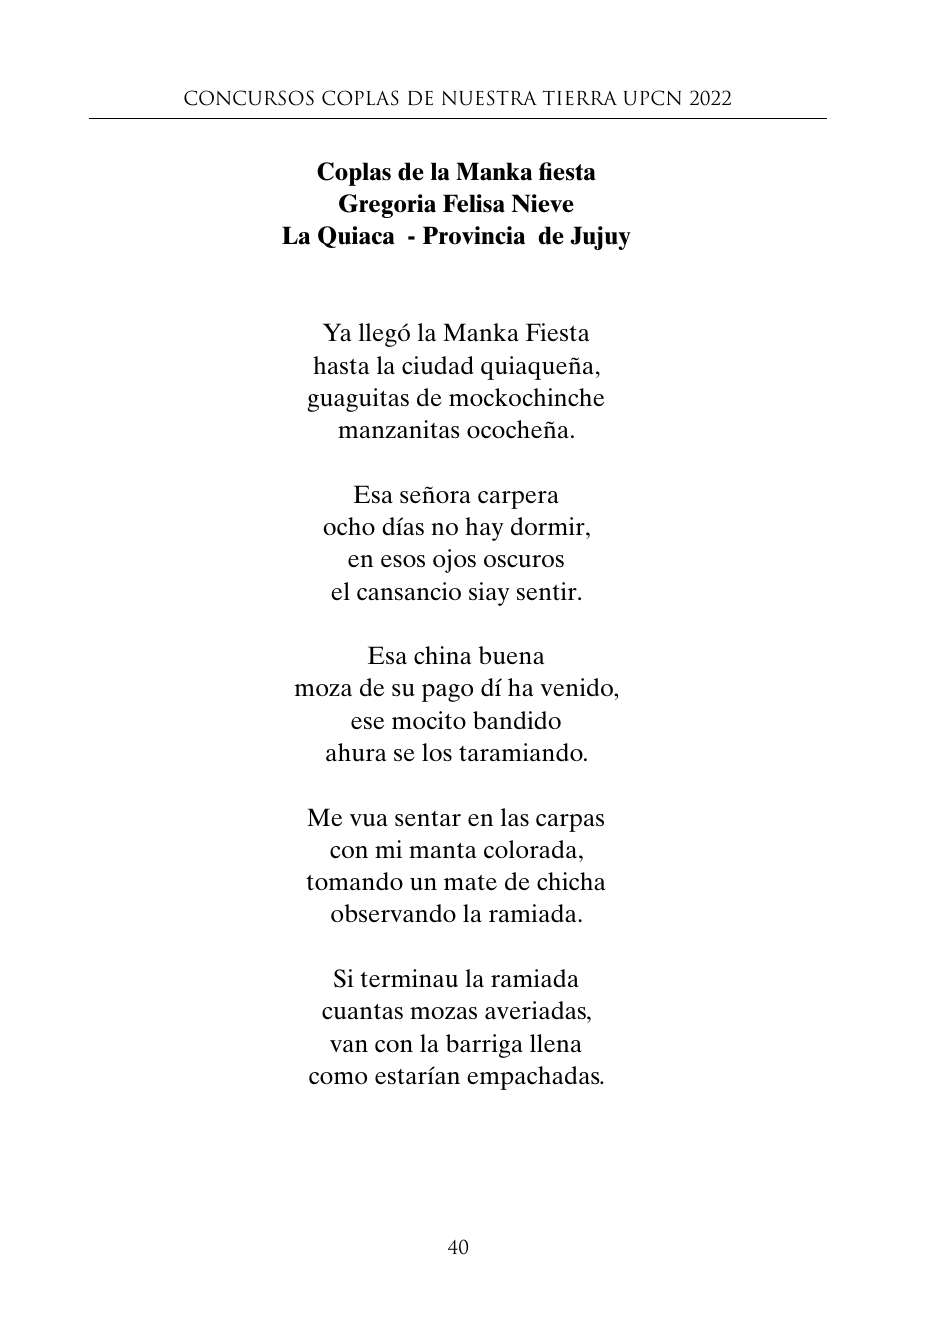 CONCURSOS COPLAS DE NUESTRA TIERRA UPCN 2022
Coplas de la Manka fiesta
Gregoria Felisa Nieve
La Quiaca - Provincia de Jujuy
Ya llegó la Manka Fiesta
hasta la ciudad quiaqueña,
guaguitas de mockochinche
manzanitas ococheña.
Esa señora carpera
ocho días no hay dormir,
en esos ojos oscuros
el cansancio siay sentir.
Esa china buena
moza de su pago dí ha venido,
ese mocito bandido
ahura se los taramiando.
Me vua sentar en las carpas
con mi manta colorada,
tomando un mate de chicha
observando la ramiada.
Si terminau la ramiada
cuantas mozas averiadas,
van con la barriga llena
como estarían empachadas.
40